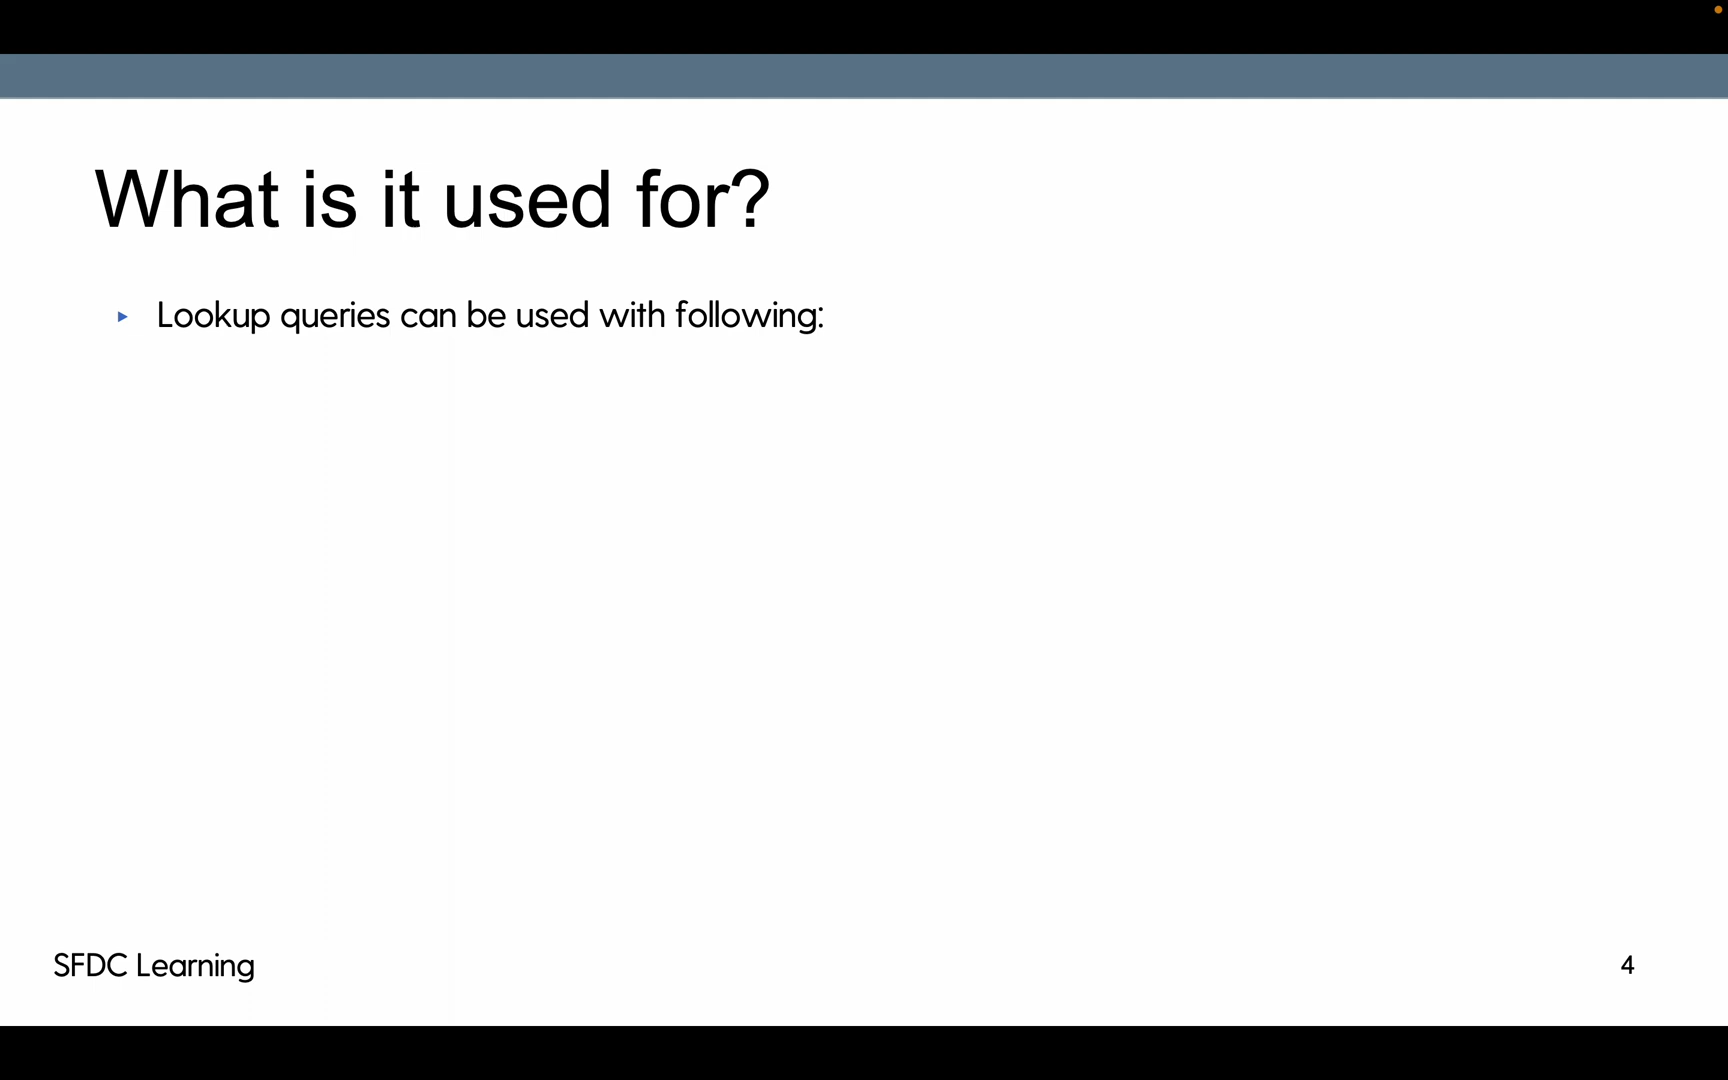 What is it used for?
Lookup queries can be used with following:
SFDC Learning
4